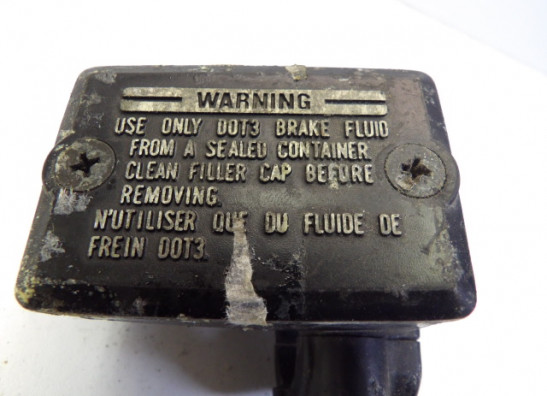 WARNING
USE ONLY DOT3 BRAKE FLUID
FROM A SEALED CONTAINER.
CLEAN FILLER CAP BEFORE
REMOVING.
N'UTILISER QUE DU FLUIDE DE
FREIN DOT3.